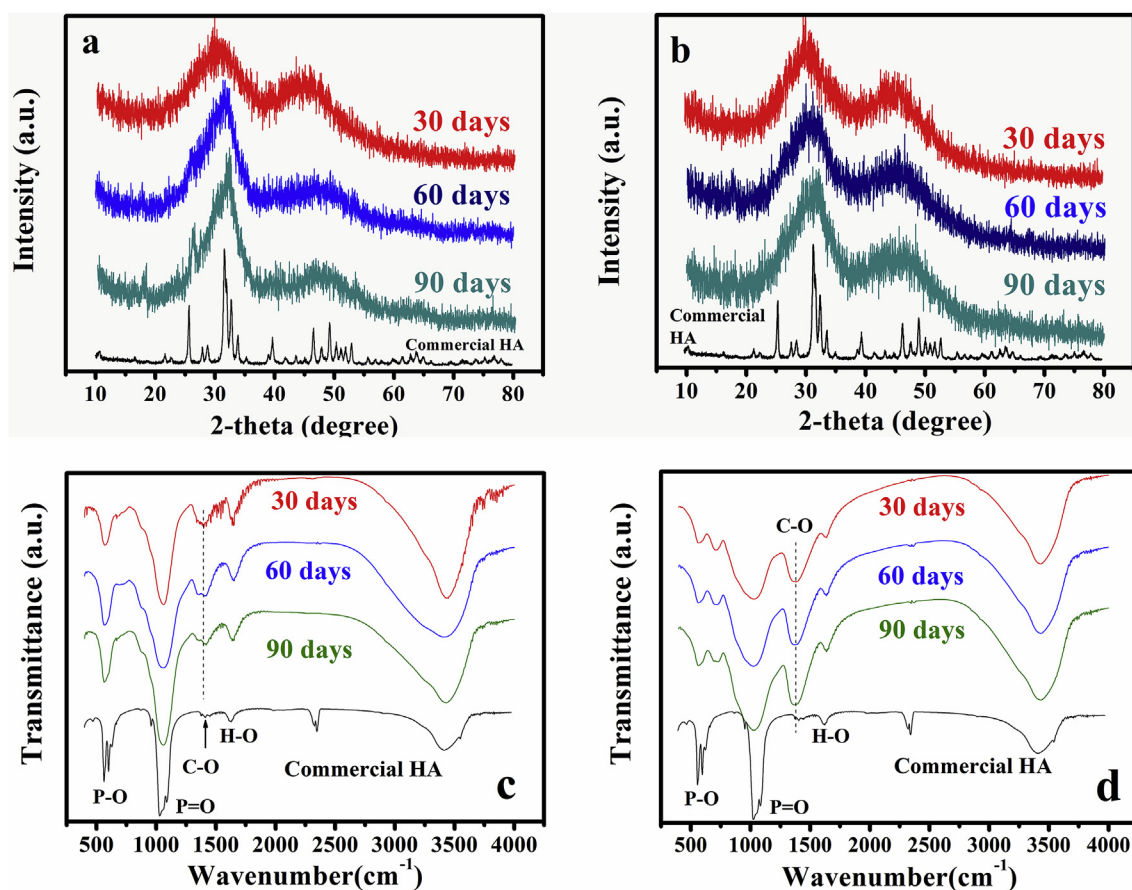 a
30 days
60 days
90 days
Commercial HA
Intensity (a.u.)
10 20 30 40 50 60 70 80
2-theta (degree)
b
30 days
60 days
90 days
Commercial
HA
Intensity (a.u.)
10 20 30 40 50 60 70 80
2-theta (degree)
30 days
60 days
90 days
H-O
C-O
Commercial HA
P-O
P=O
c
Transmittance (a.u.)
500 1000 1500 2000 2500 3000 3500 4000
Wavenumber(cm⁻¹)
30 days
C-O
60 days
90 days
H-O
Commercial HA
P-O
P=O
d
Transmittance (a.u.)
500 1000 1500 2000 2500 3000 3500 4000
Wavenumber(cm⁻¹)